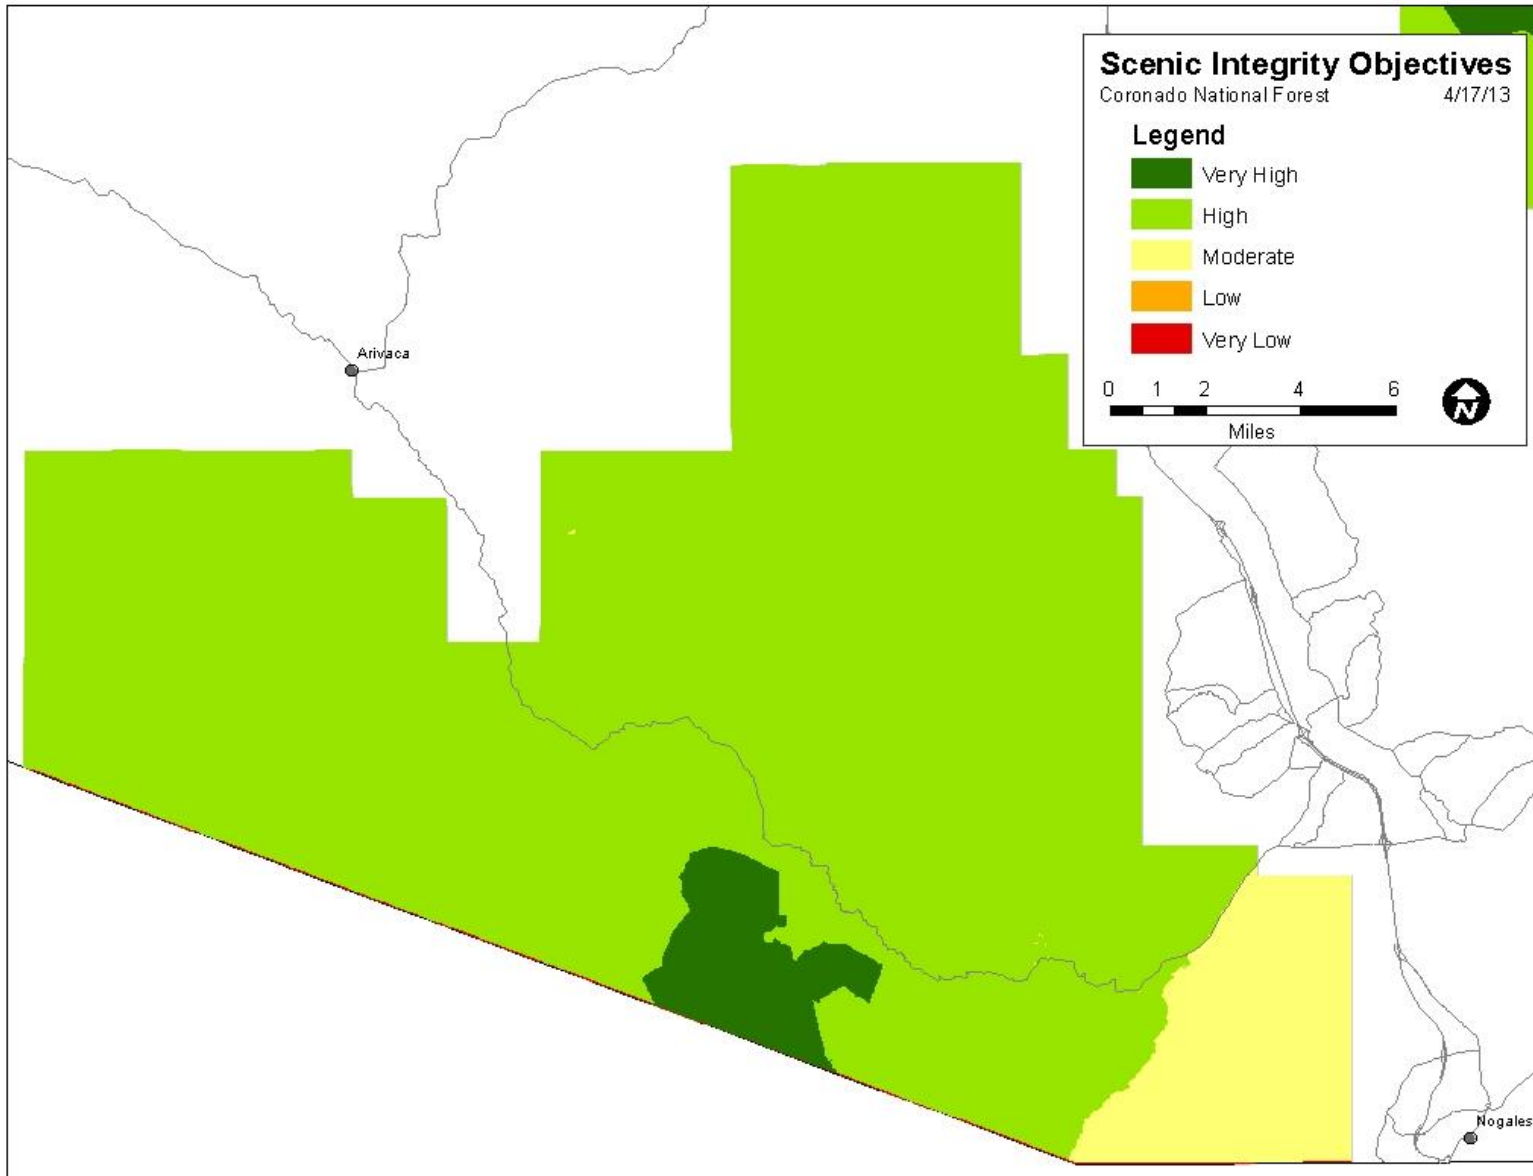 Scenic Integrity Objectives
Coronado National Forest 4/17/13
Legend
Very High
High
Moderate
Low
Very Low
0 1 2 4 6
N
Miles
Arivaca
Nogales